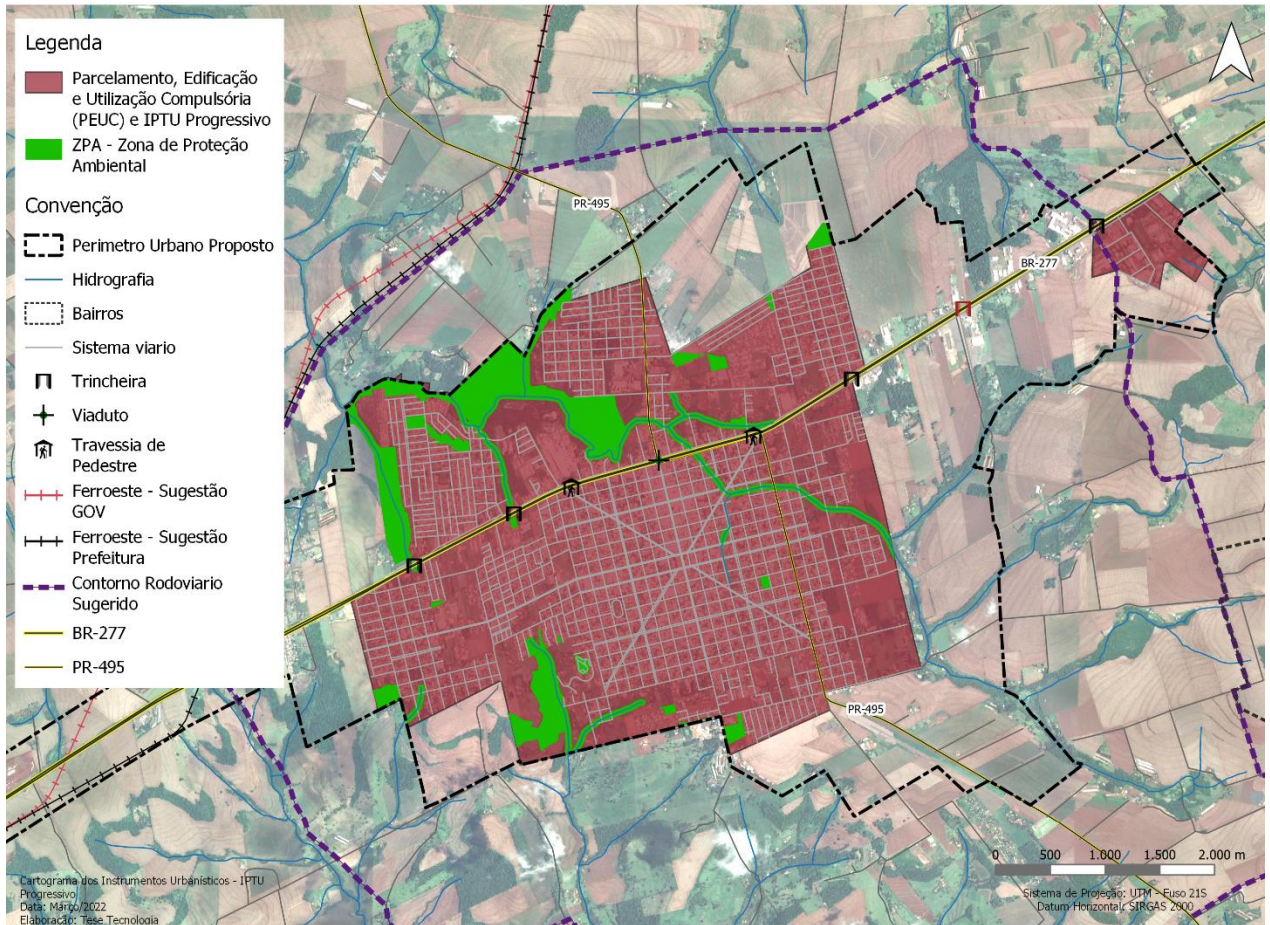 Legenda
Parcelamento, Edificação
e Utilização Compulsória
(PEUC) e IPTU Progressivo
ZPA - Zona de Proteção
Ambiental
Convenção
Perimetro Urbano Proposto
Hidrografia
Bairros
Sistema viario
Trincheira
Viaduto
Travessia de
Pedestre
Ferroeste - Sugestão
GOV
Ferroeste - Sugestão
Prefeitura
Contorno Rodoviario
Sugerido
BR-277
PR-495
PR-495
BR-277
PR-495
0 500 1.000 1.500 2.000 m
Sistema de Projeção: UTM - Fuso 21S
Datum Horizontal: SIRGAS 2000
Cartograma dos Instrumentos Urbanísticos - IPTU
Progressivo
Data: Março/2022
Elaboração: Tese Tecnologia